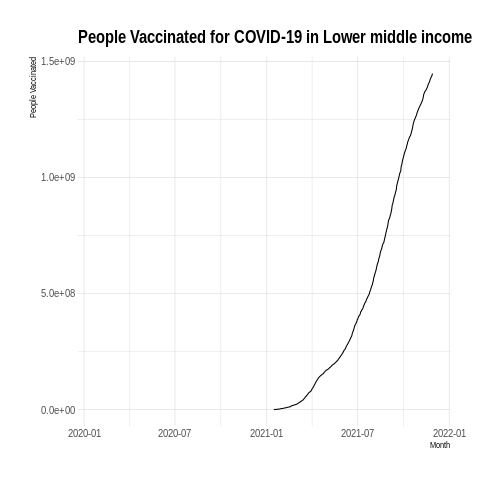 People Vaccinated for COVID-19 in Lower middle income
People Vaccinated
1.5e+09
1.0e+09
5.0e+08
0.0e+00
2020-01 2020-07 2021-01 2021-07 2022-01
Month